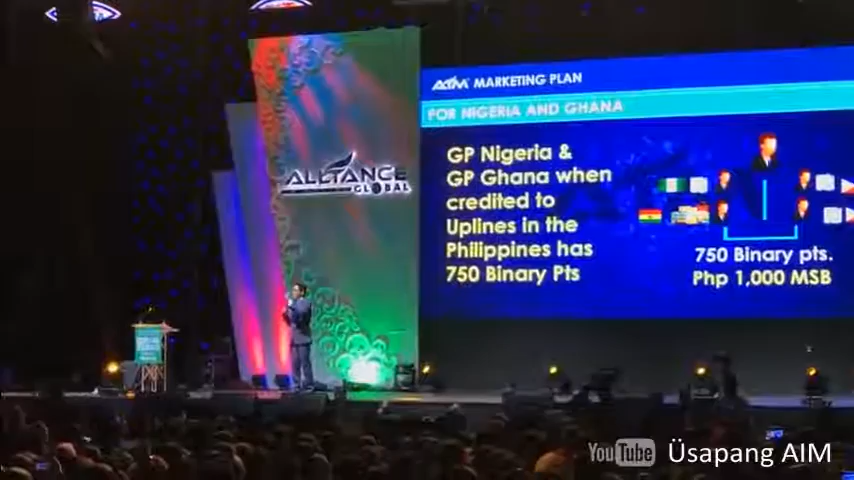 AIM MARKETING PLAN
FOR NIGERIA AND GHANA
GP Nigeria &
GP Ghana when
credited to
Uplines in the
Philippines has
750 Binary Pts
750 Binary pts.
Php 1,000 MSB
ALLIANCE
GLOBAL
YouTube Üsapang AIM